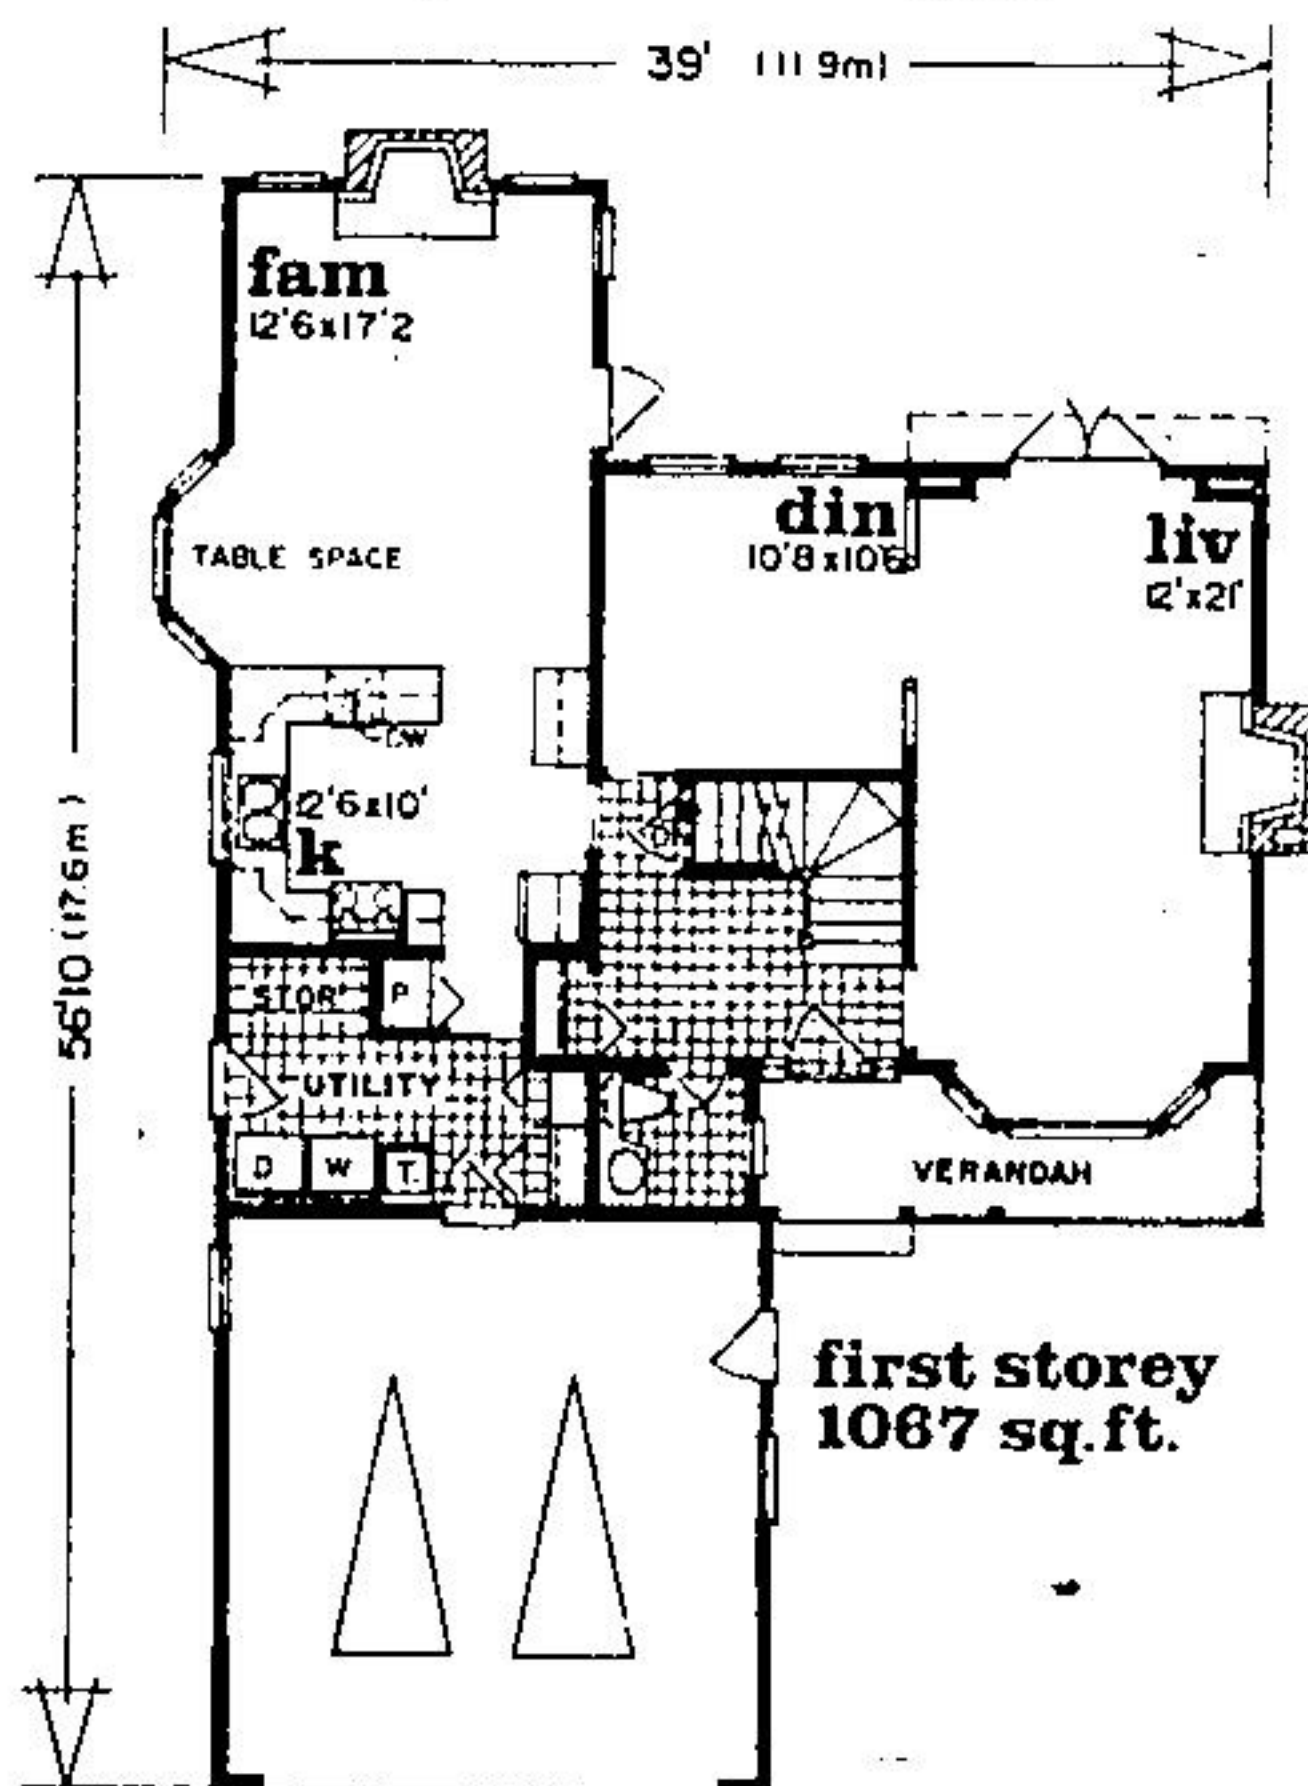 39' (11.9m)
fam
12'6x17'2
din
10'8x10'6
liv
12'x21'
TABLE SPACE
DW
12'6x10'
k
56'10 (17.6m)
STOR
P
UTILITY
D W T.
VERANDAH
first storey
1067 sq.ft.